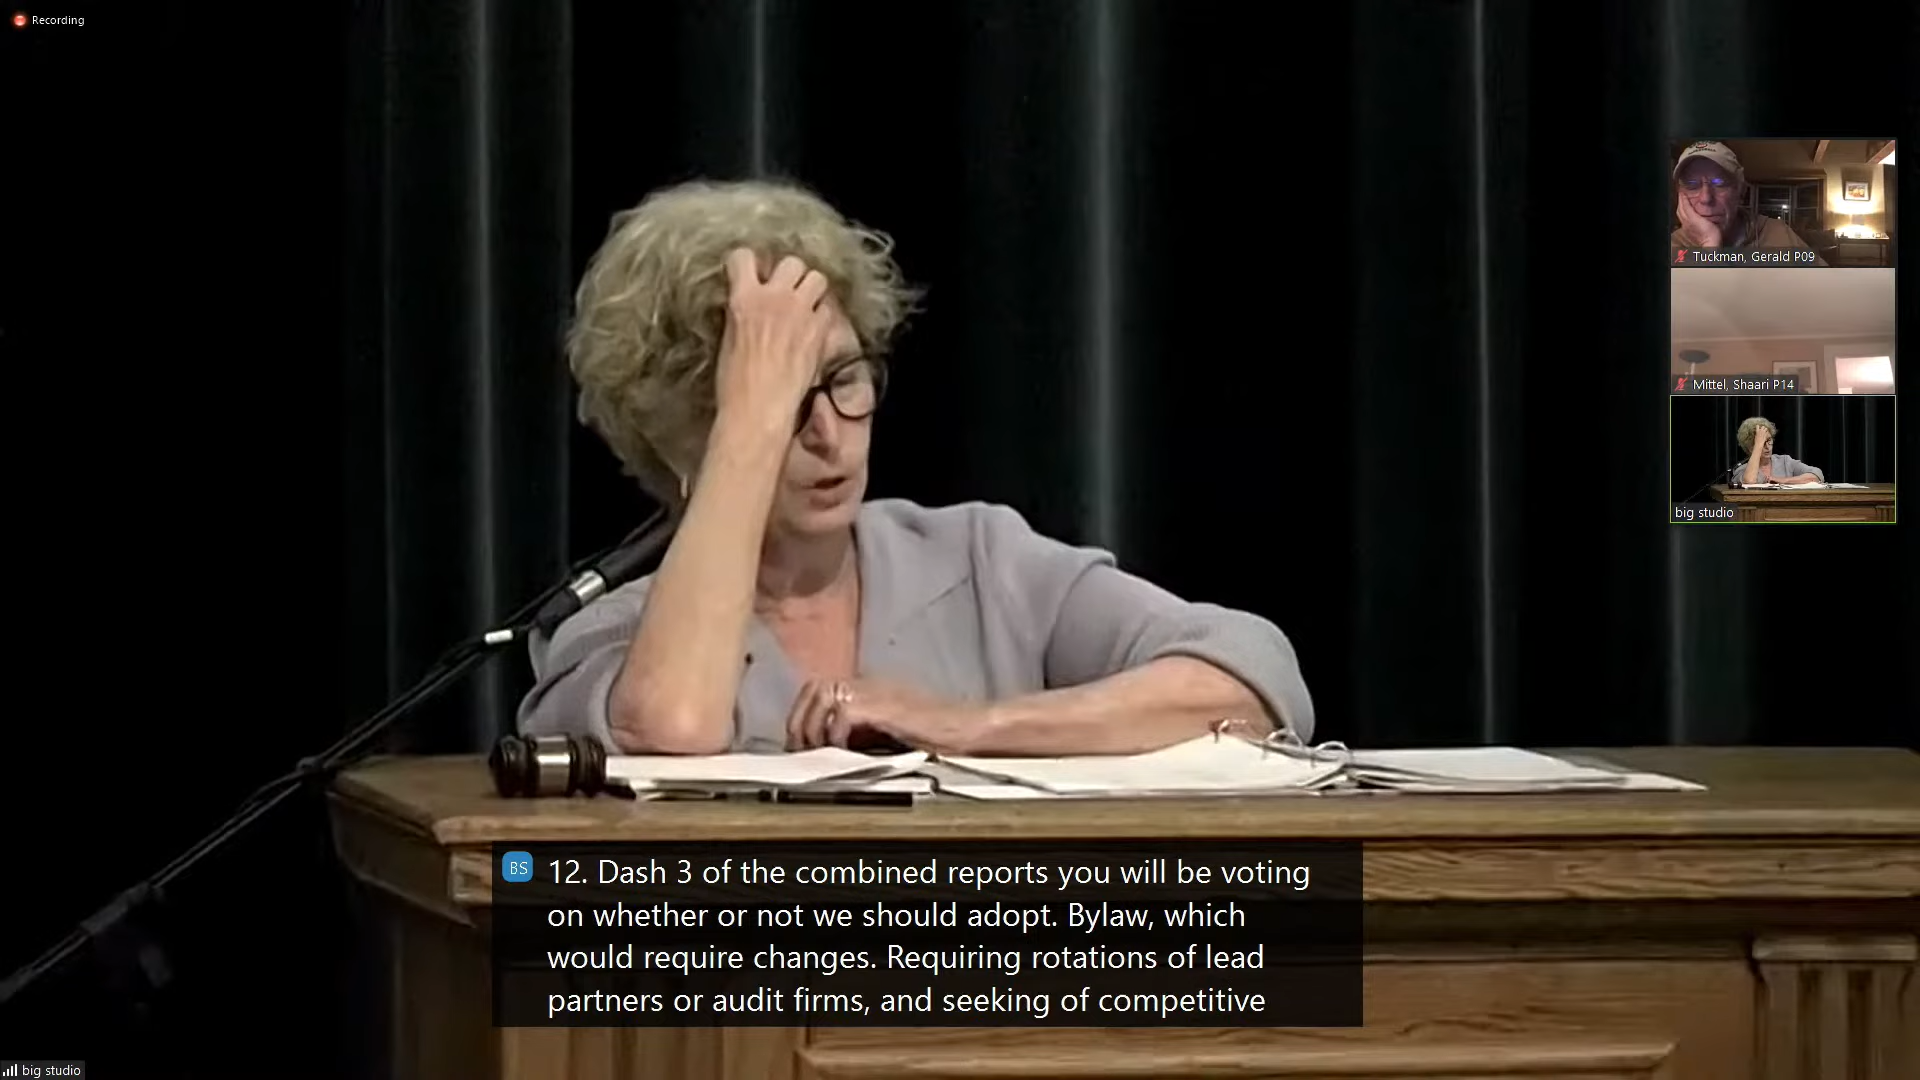 Recording
Tuckman, Gerald P09
Mittel, Shaari P14
big studio
BS
12. Dash 3 of the combined reports you will be voting
on whether or not we should adopt. Bylaw, which
would require changes. Requiring rotations of lead
partners or audit firms, and seeking of competitive
big studio